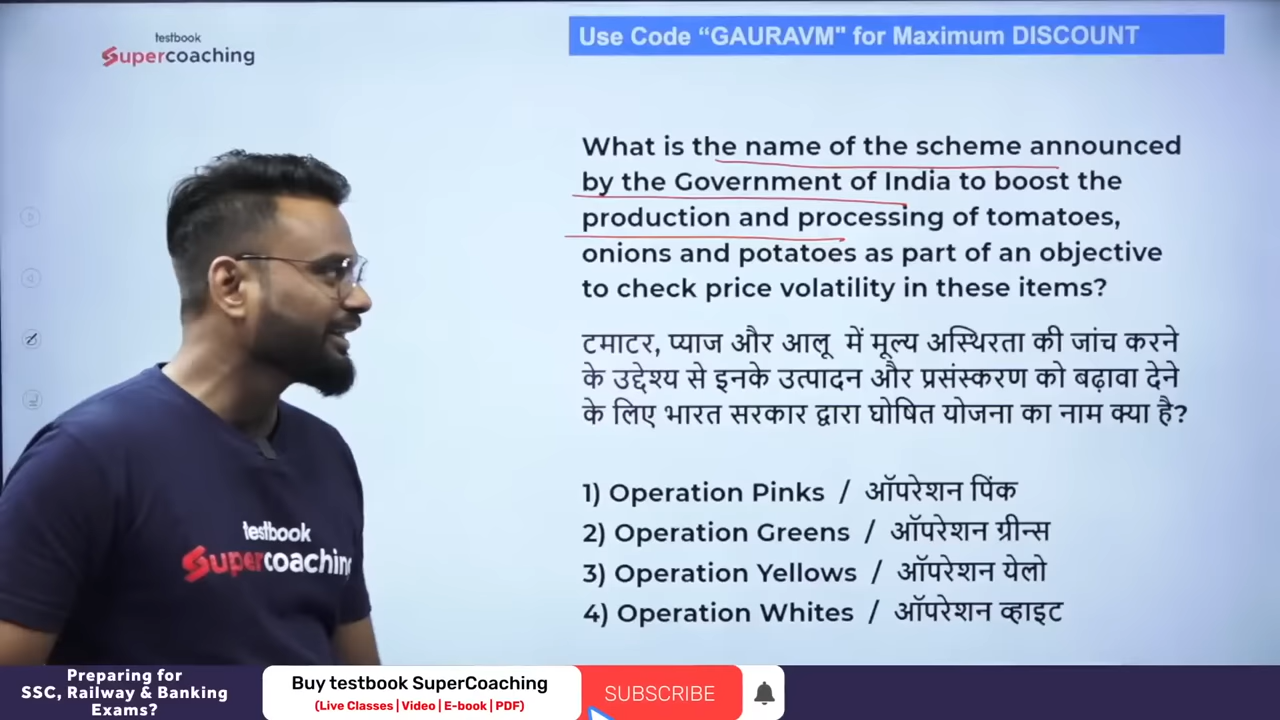 testbook
Supercoaching
Use Code “GAURAVM" for Maximum DISCOUNT
What is the name of the scheme announced
by the Government of India to boost the
production and processing of tomatoes,
onions and potatoes as part of an objective
to check price volatility in these items?
टमाटर, प्याज और आलू में मूल्य अस्थिरता की जांच करने
के उद्देश्य से इनके उत्पादन और प्रसंस्करण को बढ़ावा देने
के लिए भारत सरकार द्वारा घोषित योजना का नाम क्या है?
1) Operation Pinks / ऑपरेशन पिंक
2) Operation Greens / ऑपरेशन ग्रीन्स
3) Operation Yellows / ऑपरेशन येलो
4) Operation Whites / ऑपरेशन व्हाइट
testbook
Supercoaching
Preparing for
SSC, Railway & Banking
Exams?
Buy testbook SuperCoaching
(Live Classes | Video | E-book | PDF)
SUBSCRIBE